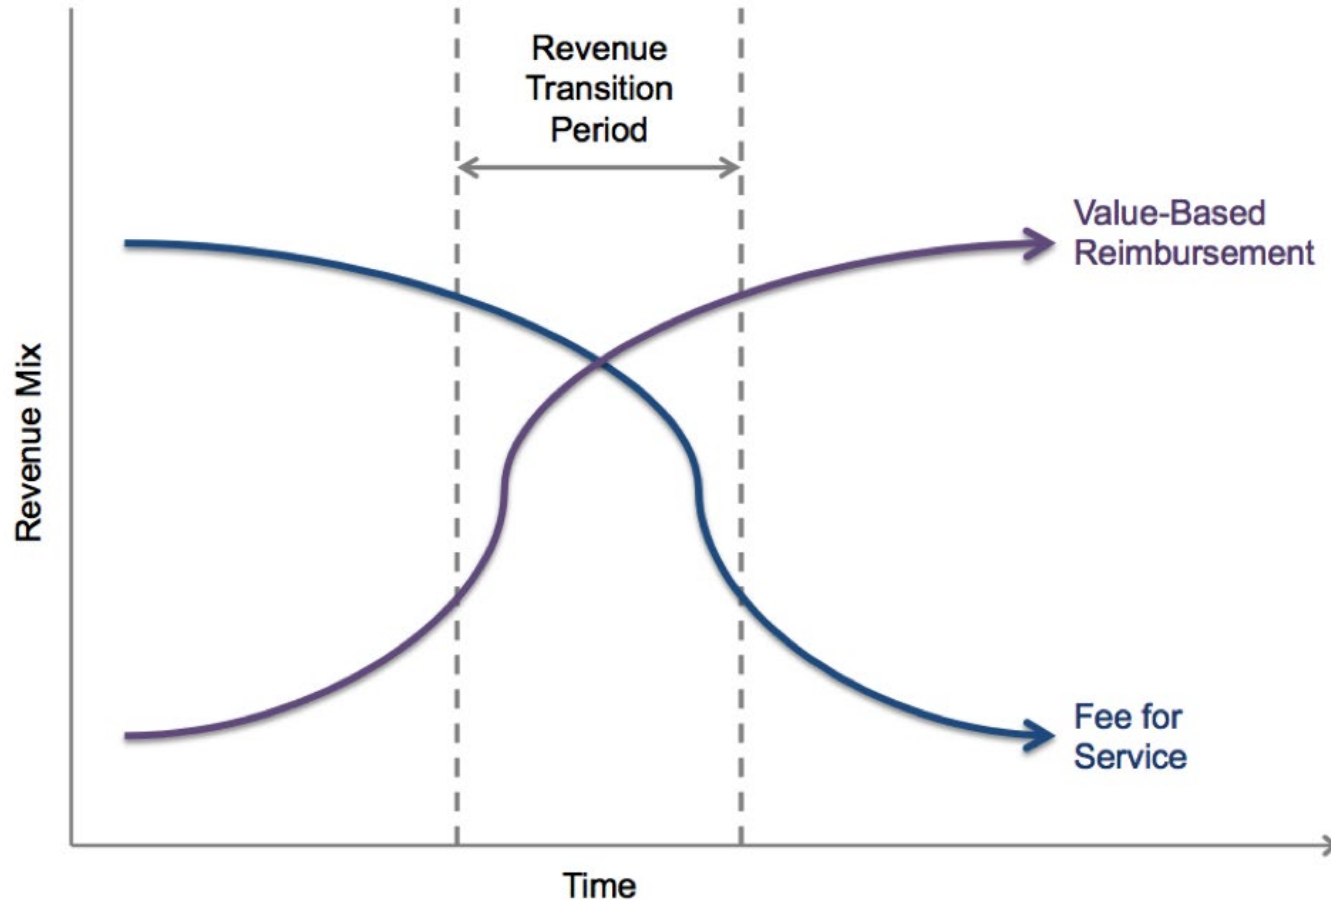 Revenue
Transition
Period
Value-Based
Reimbursement
Revenue Mix
Fee for
Service
Time